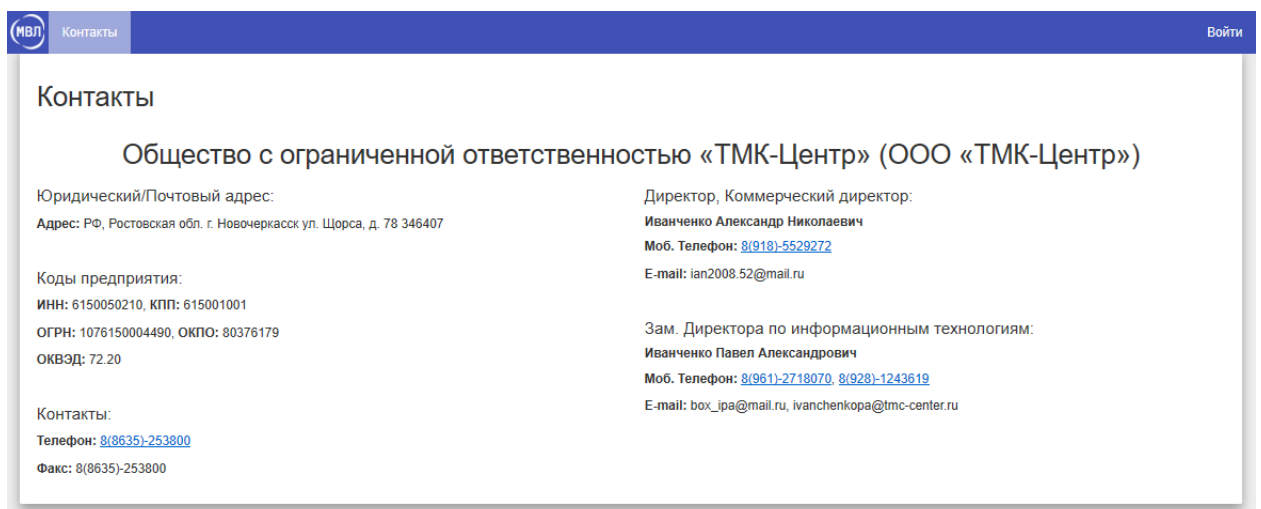 МВЛ Контакты Войти
Контакты
Общество с ограниченной ответственностью «ТМК-Центр» (ООО «ТМК-Центр»)
Юридический/Почтовый адрес:
Адрес: РФ, Ростовская обл. г. Новочеркасск ул. Щорса, д. 78 346407
Коды предприятия:
ИНН: 6150050210, КПП: 615001001
ОГРН: 1076150004490, ОКПО: 80376179
ОКВЭД: 72.20
Контакты:
Телефон: 8(8635)-253800
Факс: 8(8635)-253800
Директор, Коммерческий директор:
Иванченко Александр Николаевич
Моб. Телефон: 8(918)-5529272
E-mail: ian2008.52@mail.ru
Зам. Директора по информационным технологиям:
Иванченко Павел Александрович
Моб. Телефон: 8(961)-2718070, 8(928)-1243619
E-mail: box_ipa@mail.ru, ivanchenkopa@tmc-center.ru